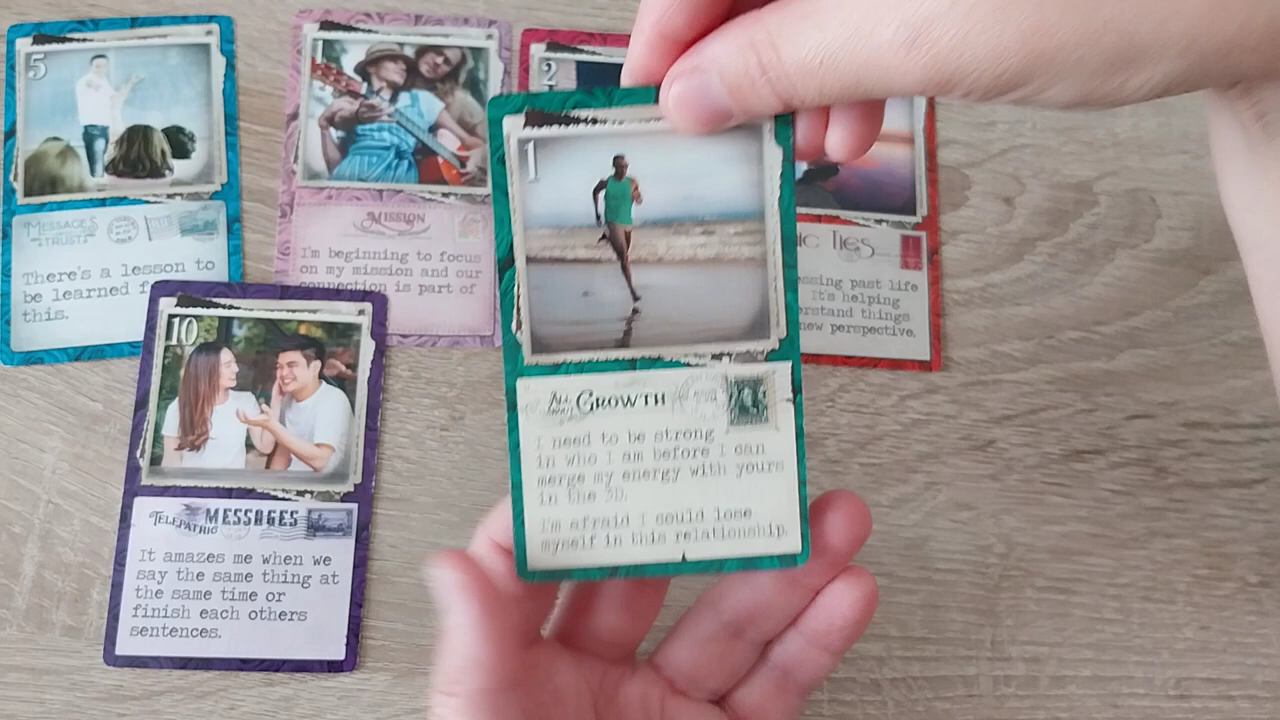 5
MESSAGES
TRUST
There's a lesson to
be learned
this.
MISSION
I'm beginning to focus
on my mission and our
connection is part of
2
1
ALL ABOUT GROWTH
I need to be strong
in who I am before I can
merge my energy with yours
in the 3D.
I'm afraid I could lose
myself in this relationship.
Ties
past life
It's helping
things
new perspective.
10
TELEPATHIC MESSAGES
It amazes me when we
say the same thing at
the same time or
finish each others
sentences.